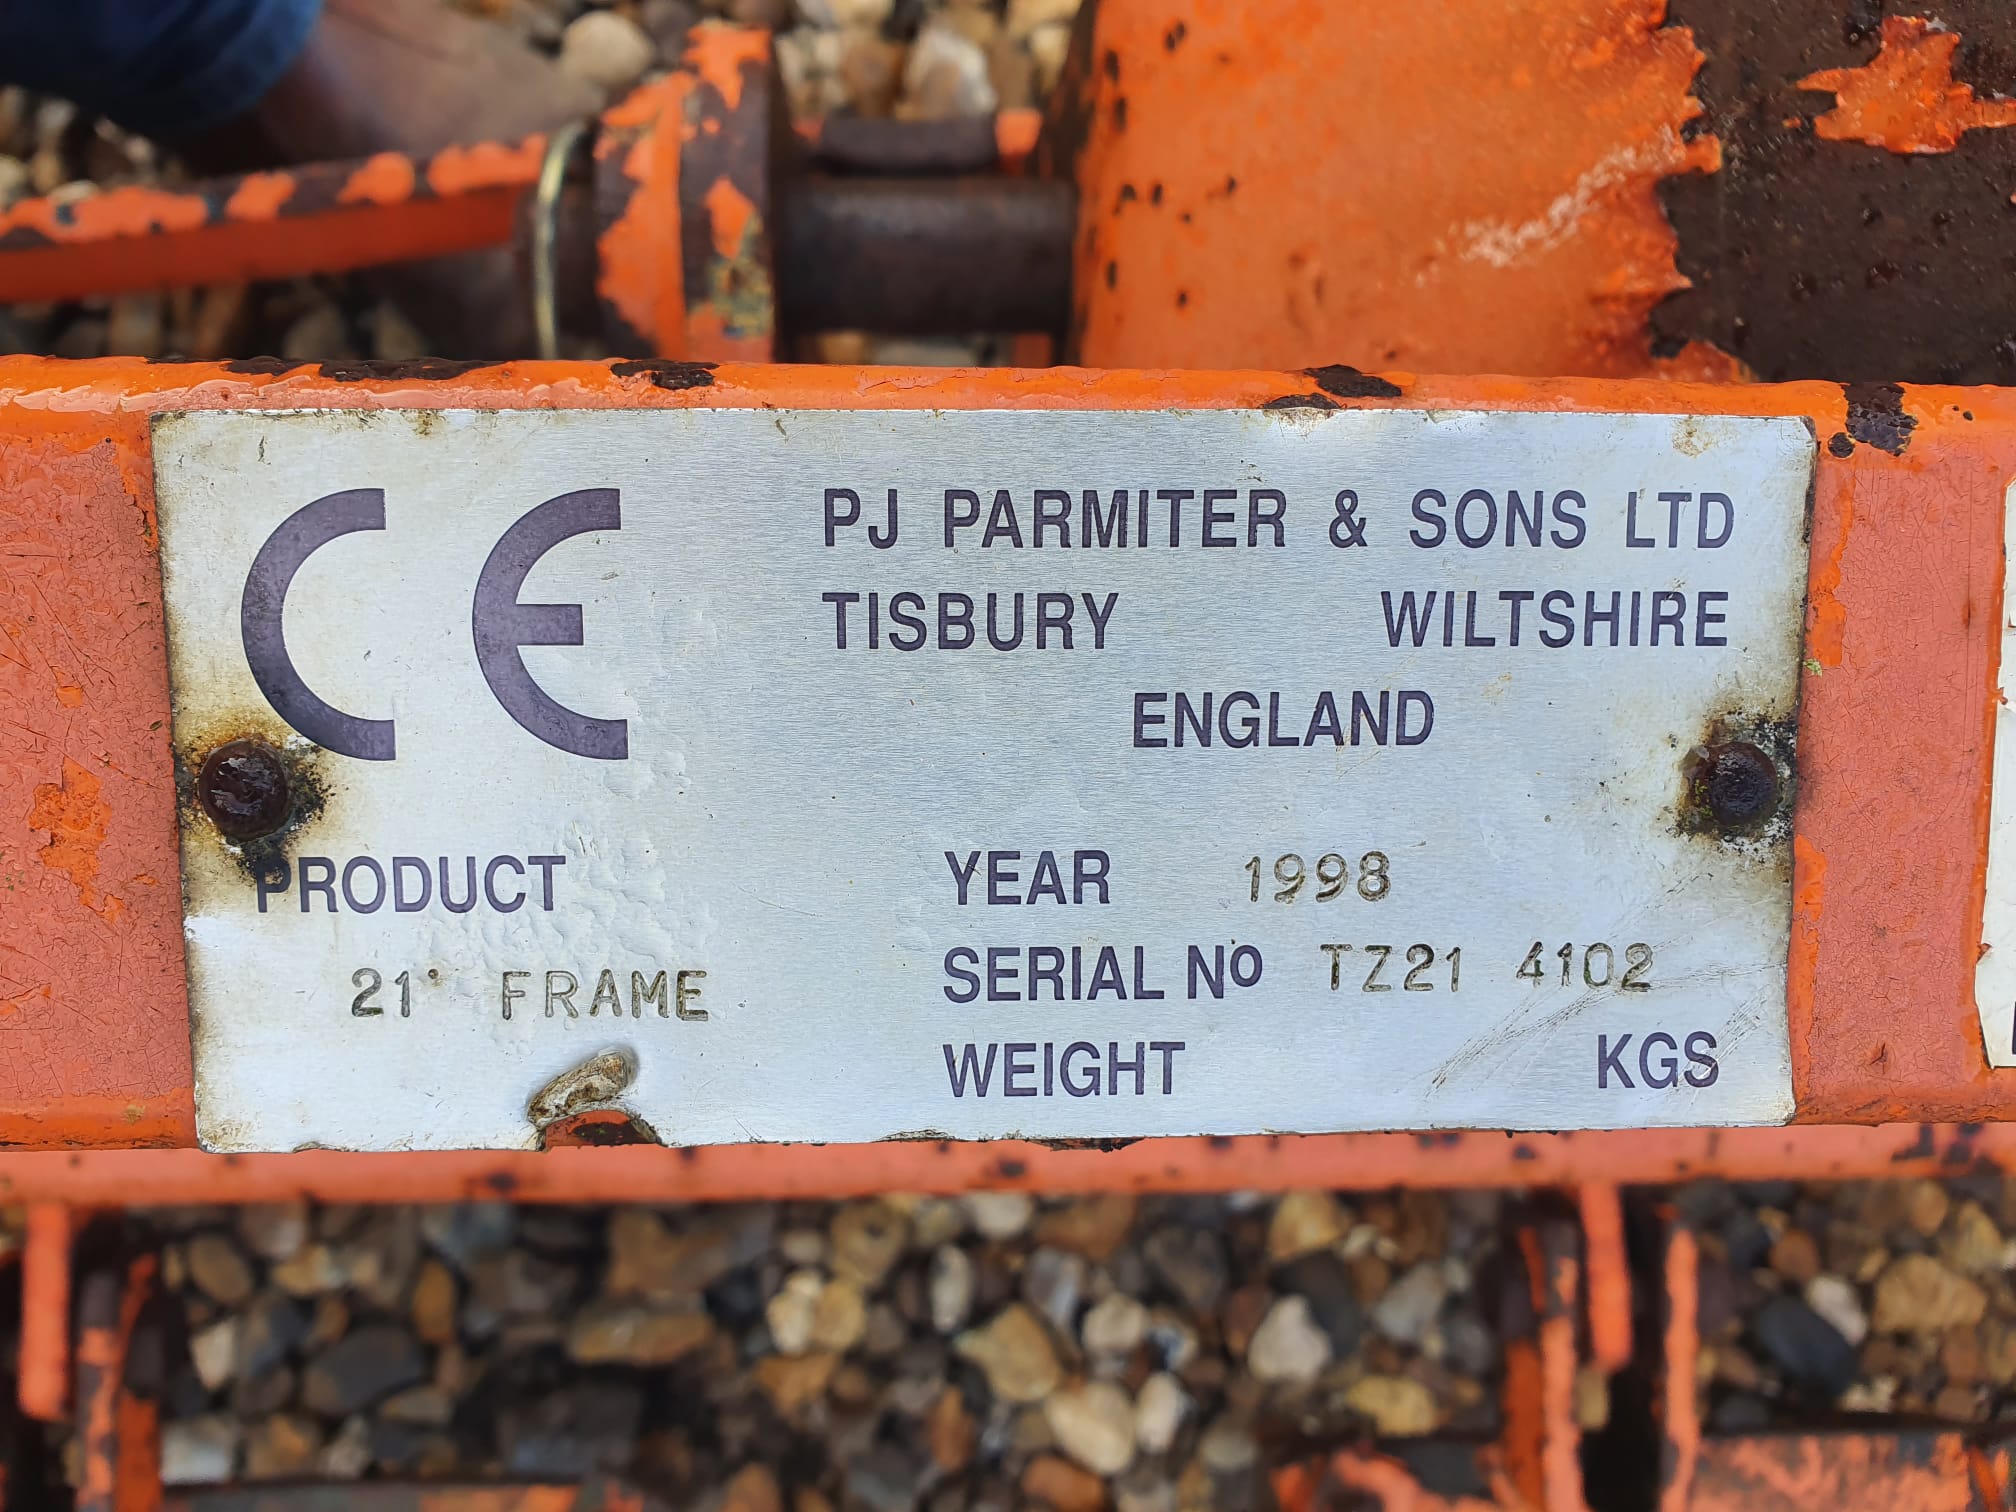 CE
PJ PARMITER & SONS LTD
TISBURY WILTSHIRE
ENGLAND
PRODUCT
21° FRAME
YEAR 1998
SERIAL Nº TZ21 4102
WEIGHT KGS